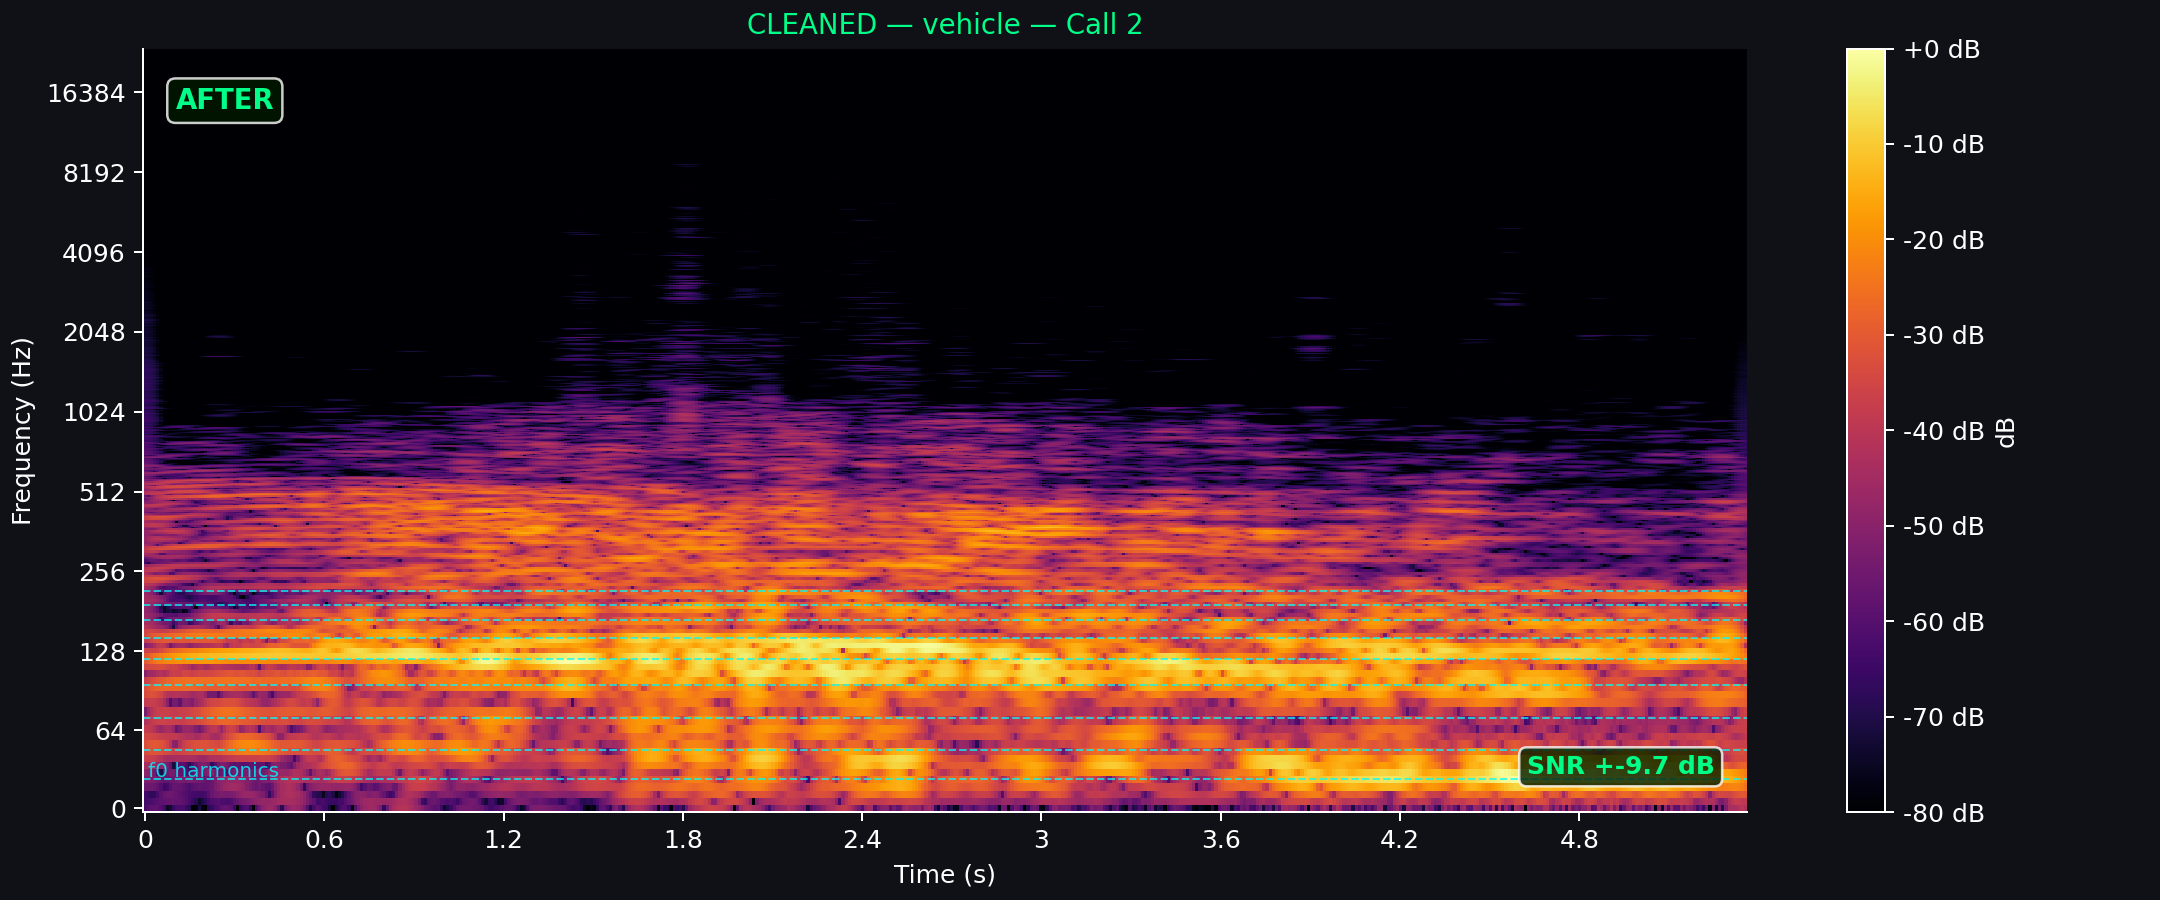 CLEANED — vehicle — Call 2
AFTER
16384
8192
4096
2048
1024
512
256
128
64
0
Frequency (Hz)
f0 harmonics
SNR +-9.7 dB
0 0.6 1.2 1.8 2.4 3 3.6 4.2 4.8
Time (s)
+0 dB
-10 dB
-20 dB
-30 dB
-40 dB
-50 dB
-60 dB
-70 dB
-80 dB
dB